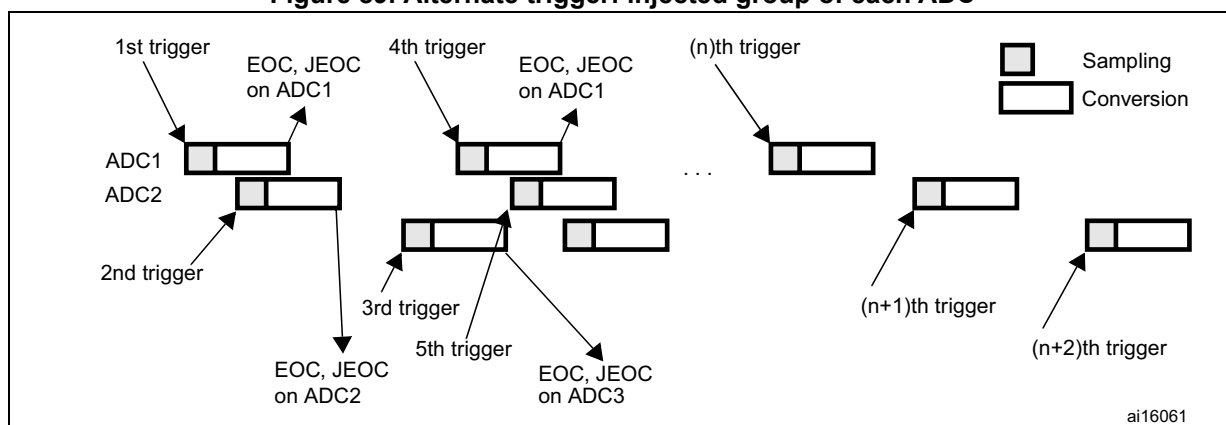 Figure 59. Alternate trigger: injected group of each ADC
1st trigger
EOC, JEOC
on ADC1
4th trigger
EOC, JEOC
on ADC1
(n)th trigger
Sampling
Conversion
ADC1
ADC2
. . .
2nd trigger
3rd trigger
5th trigger
(n+1)th trigger
(n+2)th trigger
EOC, JEOC
on ADC2
EOC, JEOC
on ADC3
ai16061